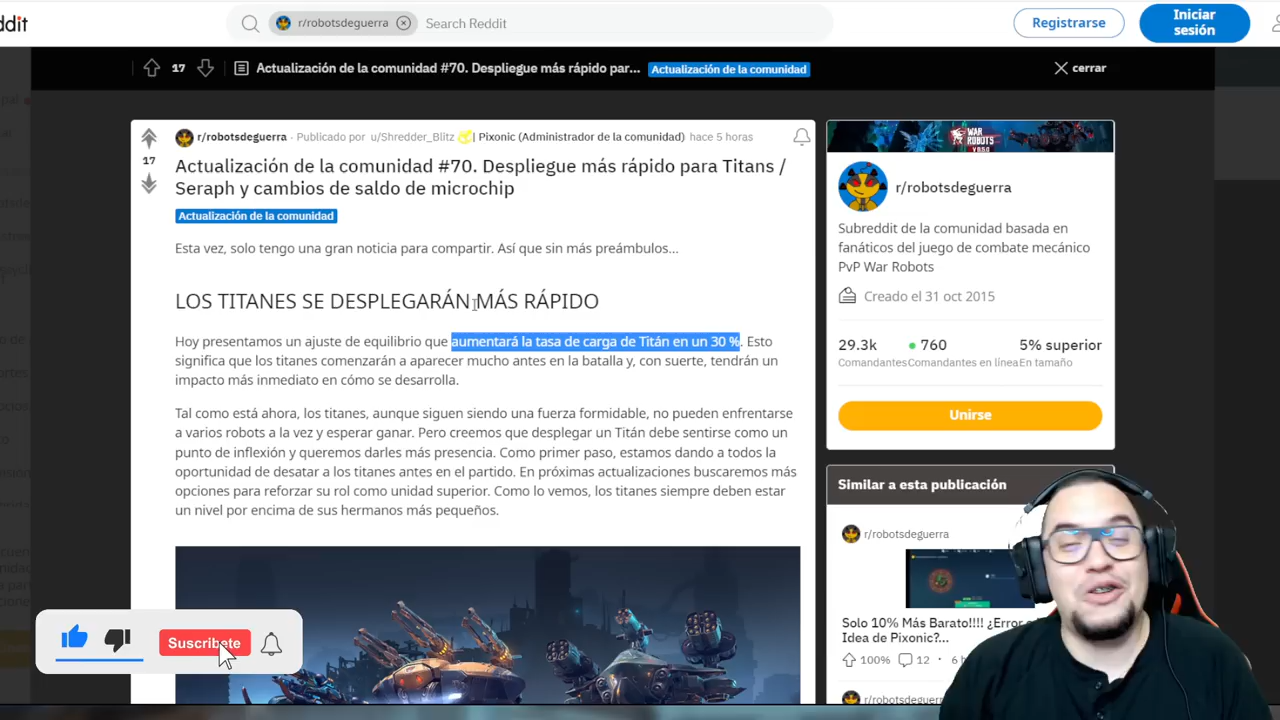 ddit
r/robotsdeguerra
Search Reddit
Registrarse
Iniciar
sesión
17
Actualización de la comunidad #70. Despliegue más rápido par...
Actualización de la comunidad
cerrar
r/robotsdeguerra · Publicado por u/Shredder_Blitz | Pixonic (Administrador de la comunidad) hace 5 horas
17
Actualización de la comunidad #70. Despliegue más rápido para Titans /
Seraph y cambios de saldo de microchip
Actualización de la comunidad
Esta vez, solo tengo una gran noticia para compartir. Así que sin más preámbulos...
LOS TITANES SE DESPLEGARÁN MÁS RÁPIDO
Hoy presentamos un ajuste de equilibrio que aumentará la tasa de carga de Titán en un 30 %. Esto
significa que los titanes comenzarán a aparecer mucho antes en la batalla y, con suerte, tendrán un
impacto más inmediato en cómo se desarrolla.
Tal como está ahora, los titanes, aunque siguen siendo una fuerza formidable, no pueden enfrentarse
a varios robots a la vez y esperar ganar. Pero creemos que desplegar un Titán debe sentirse como un
punto de inflexión y queremos darles más presencia. Como primer paso, estamos dando a todos la
oportunidad de desatar a los titanes antes en el partido. En próximas actualizaciones buscaremos más
opciones para reforzar su rol como unidad superior. Como lo vemos, los titanes siempre deben estar
un nivel por encima de sus hermanos más pequeños.
WAR
ROBOTS
r/robotsdeguerra
Subreddit de la comunidad basada en
fanáticos del juego de combate mecánico
PvP War Robots
Creado el 31 oct 2015
29.3k
760
5% superior
Comandantes
Comandantes en línea
En tamaño
Unirse
Similar a esta publicación
r/robotsdeguerra
Solo 10% Más Barato!!!! ¿Error o
Idea de Pixonic?...
100%
12
r/robotsdeguerra
Suscribete